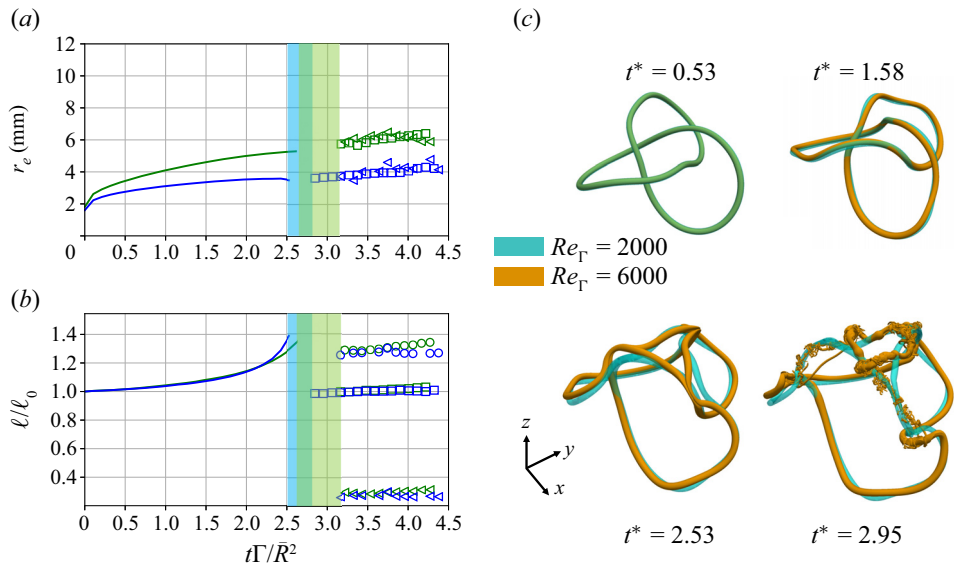 (a)
r_e (mm)
12
10
8
6
4
2
0
0.5
1.0
1.5
2.0
2.5
3.0
3.5
4.0
4.5
(b)
ℓ/ℓ_0
1.4
1.2
1.0
0.8
0.6
0.4
0
0.5
1.0
1.5
2.0
2.5
3.0
3.5
4.0
4.5
tΓ/R̄²
(c)
t* = 0.53
t* = 1.58
Re_Γ = 2000
Re_Γ = 6000
z
y
x
t* = 2.53
t* = 2.95